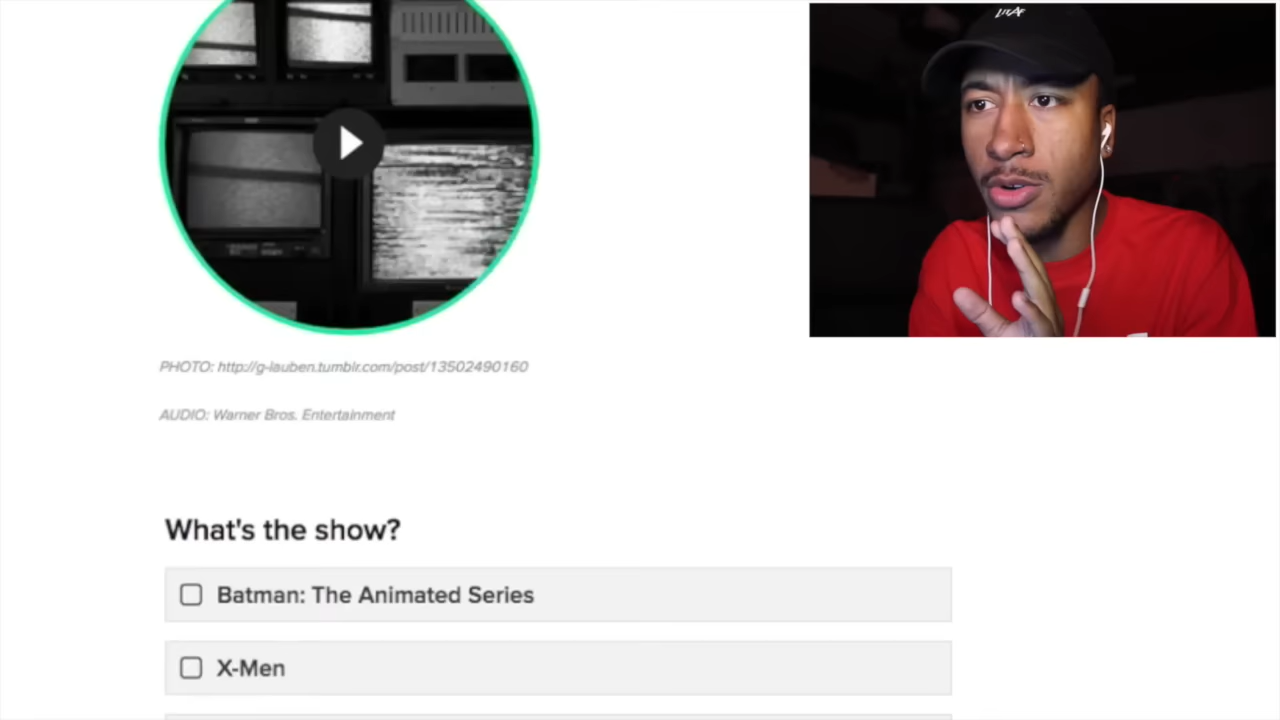 PHOTO: http://g-lauben.tumblr.com/post/13502490160
AUDIO: Warner Bros. Entertainment
What's the show?
Batman: The Animated Series
X-Men